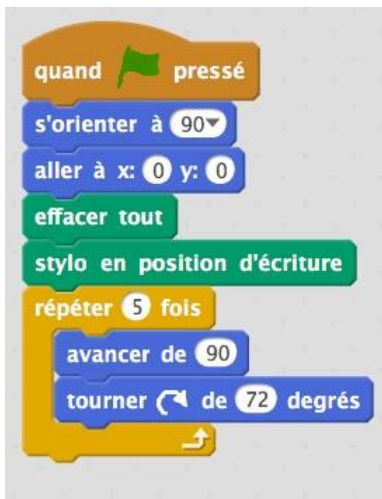 quand pressé
s'orienter à 90
aller à x: 0 y: 0
effacer tout
stylo en position d'écriture
répéter 5 fois
avancer de 90
tourner de 72 degrés